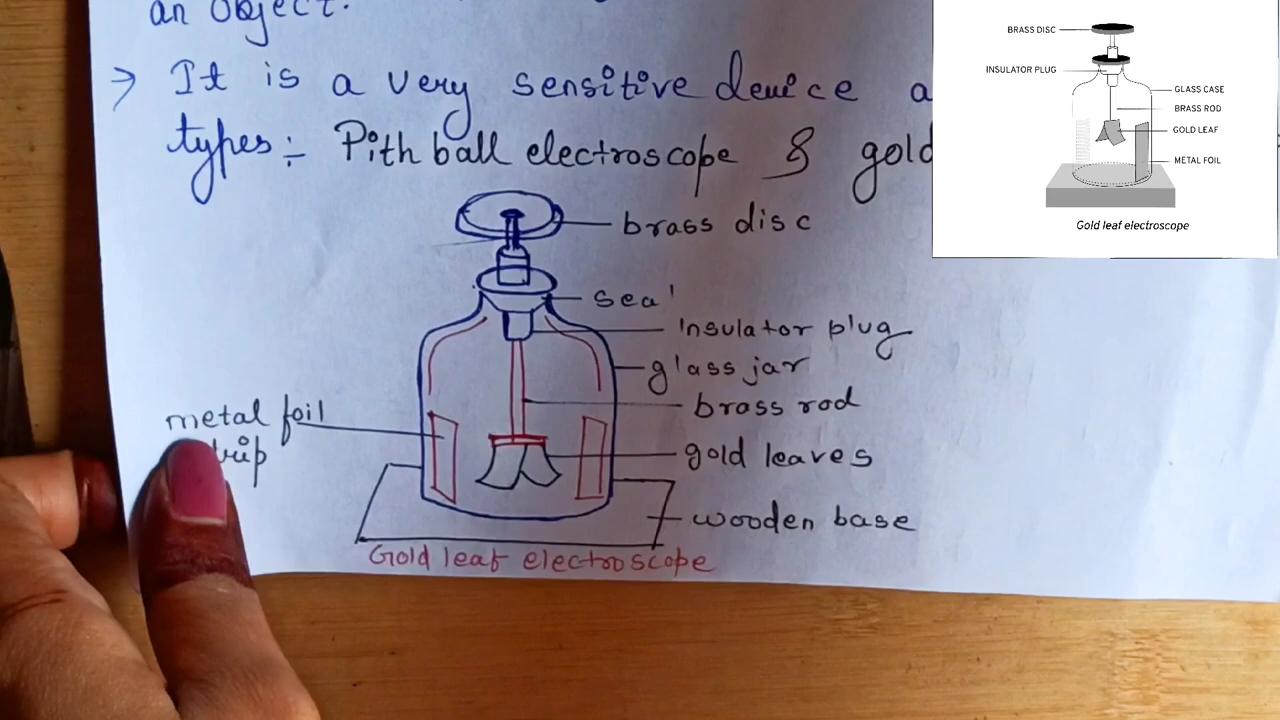 an object.
→ It is a very sensitive device a
types:- Pith ball electroscope & gold
brass disc
seal
insulator plug
glass jar
brass rod
metal foil
gold leaves
wooden base
Gold leaf electroscope
BRASS DISC
INSULATOR PLUG
GLASS CASE
BRASS ROD
GOLD LEAF
METAL FOIL
Gold leaf electroscope